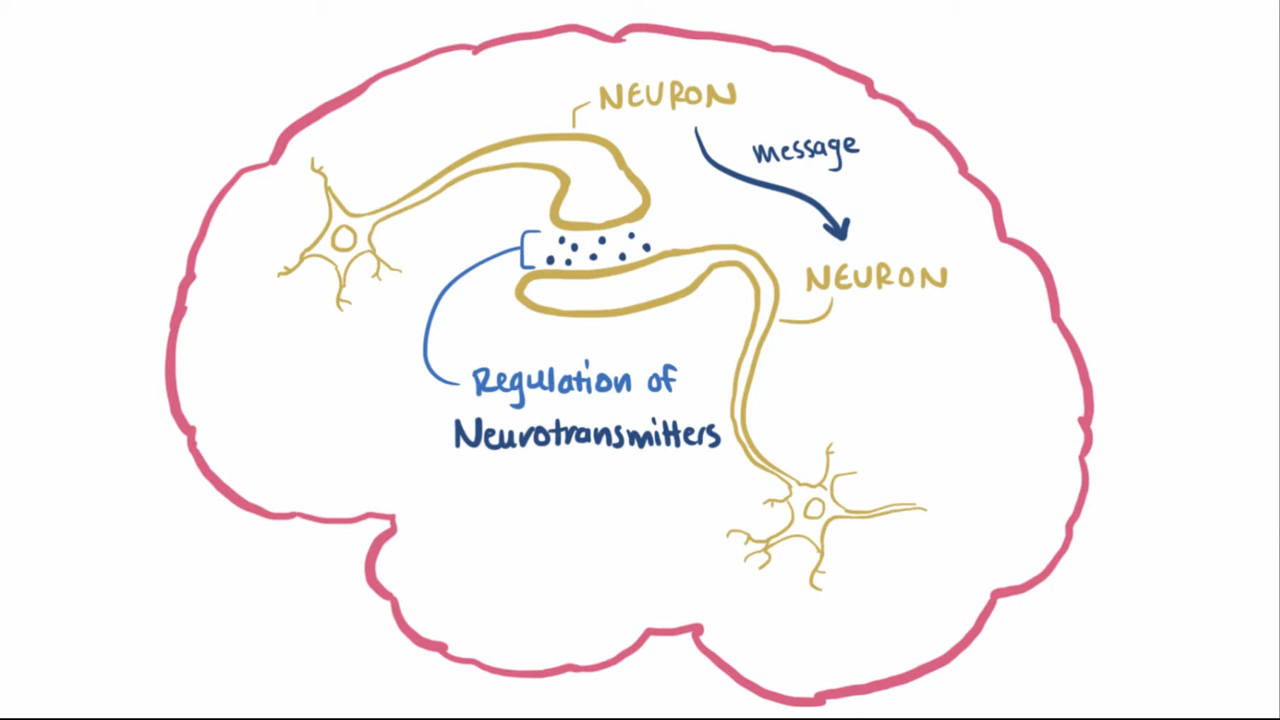 NEURON
message
NEURON
Regulation of
Neurotransmitters